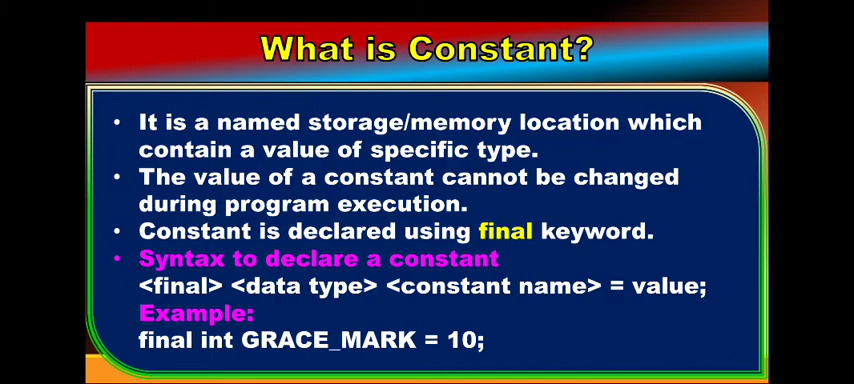 What is Constant?
• It is a named storage/memory location which
contain a value of specific type.
• The value of a constant cannot be changed
during program execution.
• Constant is declared using final keyword.
• Syntax to declare a constant
<final> <data type> <constant name> = value;
Example:
final int GRACE_MARK = 10;